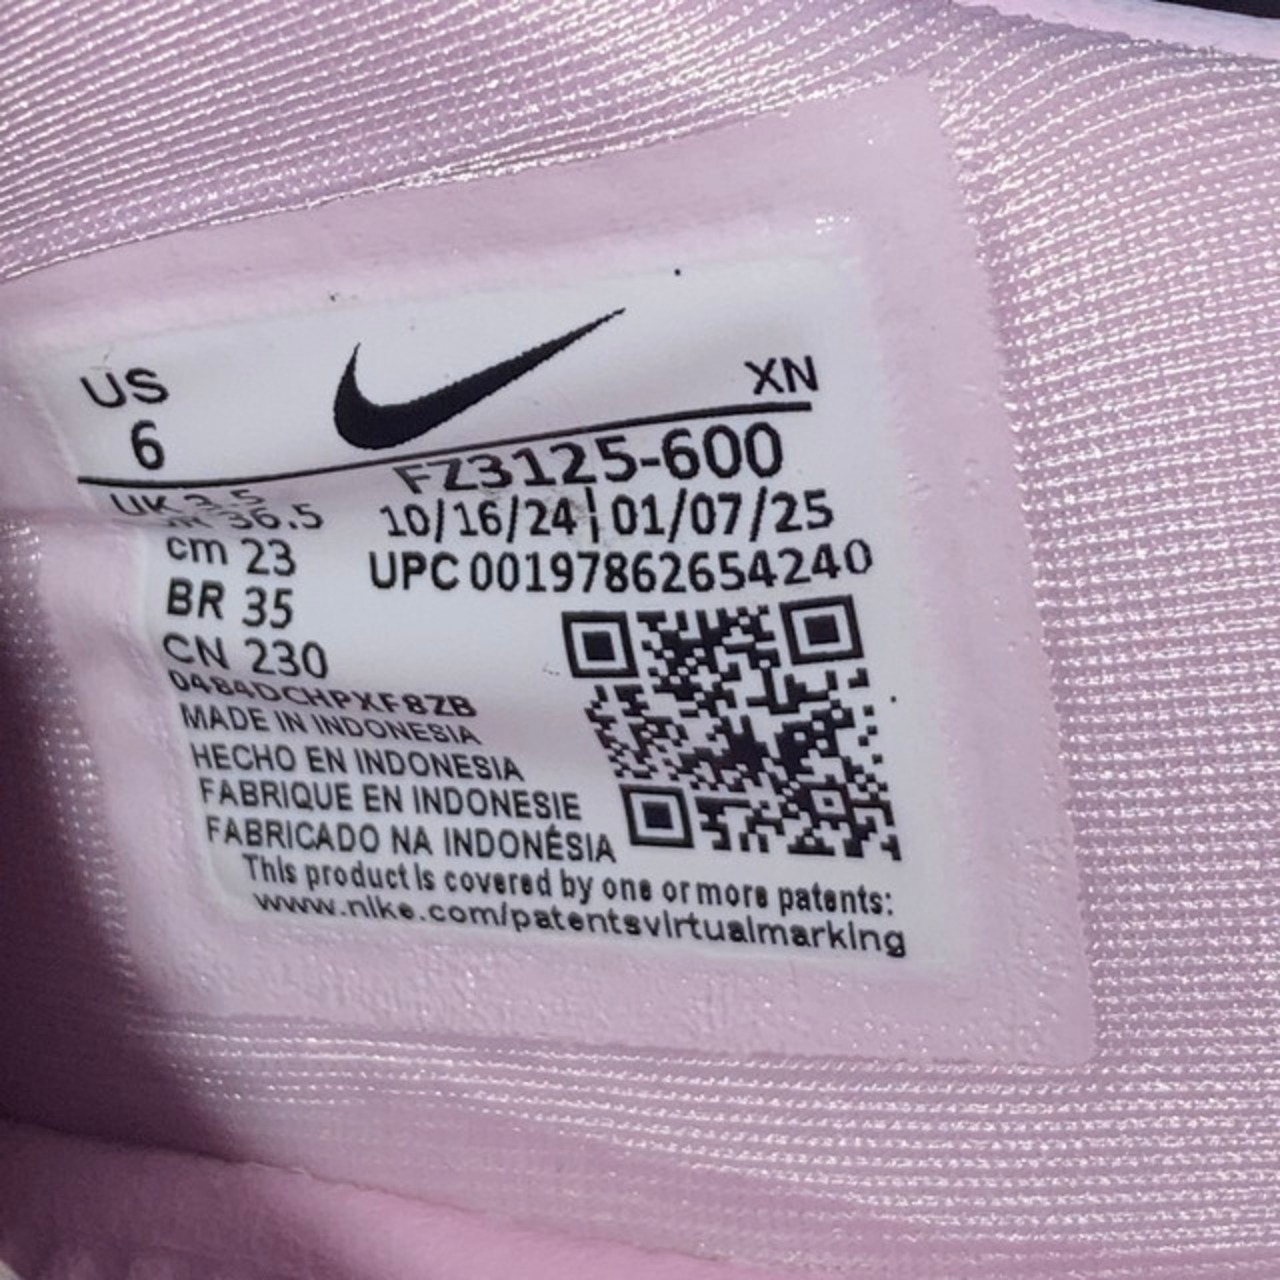 US
6
XN
FZ3125-600
UK 3.5
36.5
10/16/24 | 01/07/25
cm 23
UPC 00197862654240
BR 35
CN 230
0484DCHPXF8ZB
MADE IN INDONESIA
HECHO EN INDONESIA
FABRIQUE EN INDONESIE
FABRICADO NA INDONÉSIA
This product is covered by one or more patents:
www.nike.com/patentsvirtualmarking